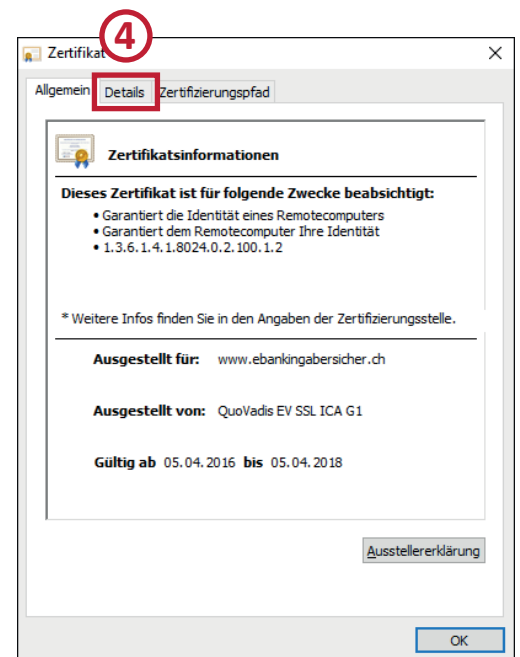 4
Zertifikat
Allgemein Details Zertifizierungspfad
Zertifikatsinformationen
Dieses Zertifikat ist für folgende Zwecke beabsichtigt:
• Garantiert die Identität eines Remotecomputers
• Garantiert dem Remotecomputer Ihre Identität
• 1.3.6.1.4.1.8024.0.2.100.1.2
* Weitere Infos finden Sie in den Angaben der Zertifizierungsstelle.
Ausgestellt für: www.ebankingabersicher.ch
Ausgestellt von: QuoVadis EV SSL ICA G1
Gültig ab 05.04.2016 bis 05.04.2018
Ausstellererklärung
OK